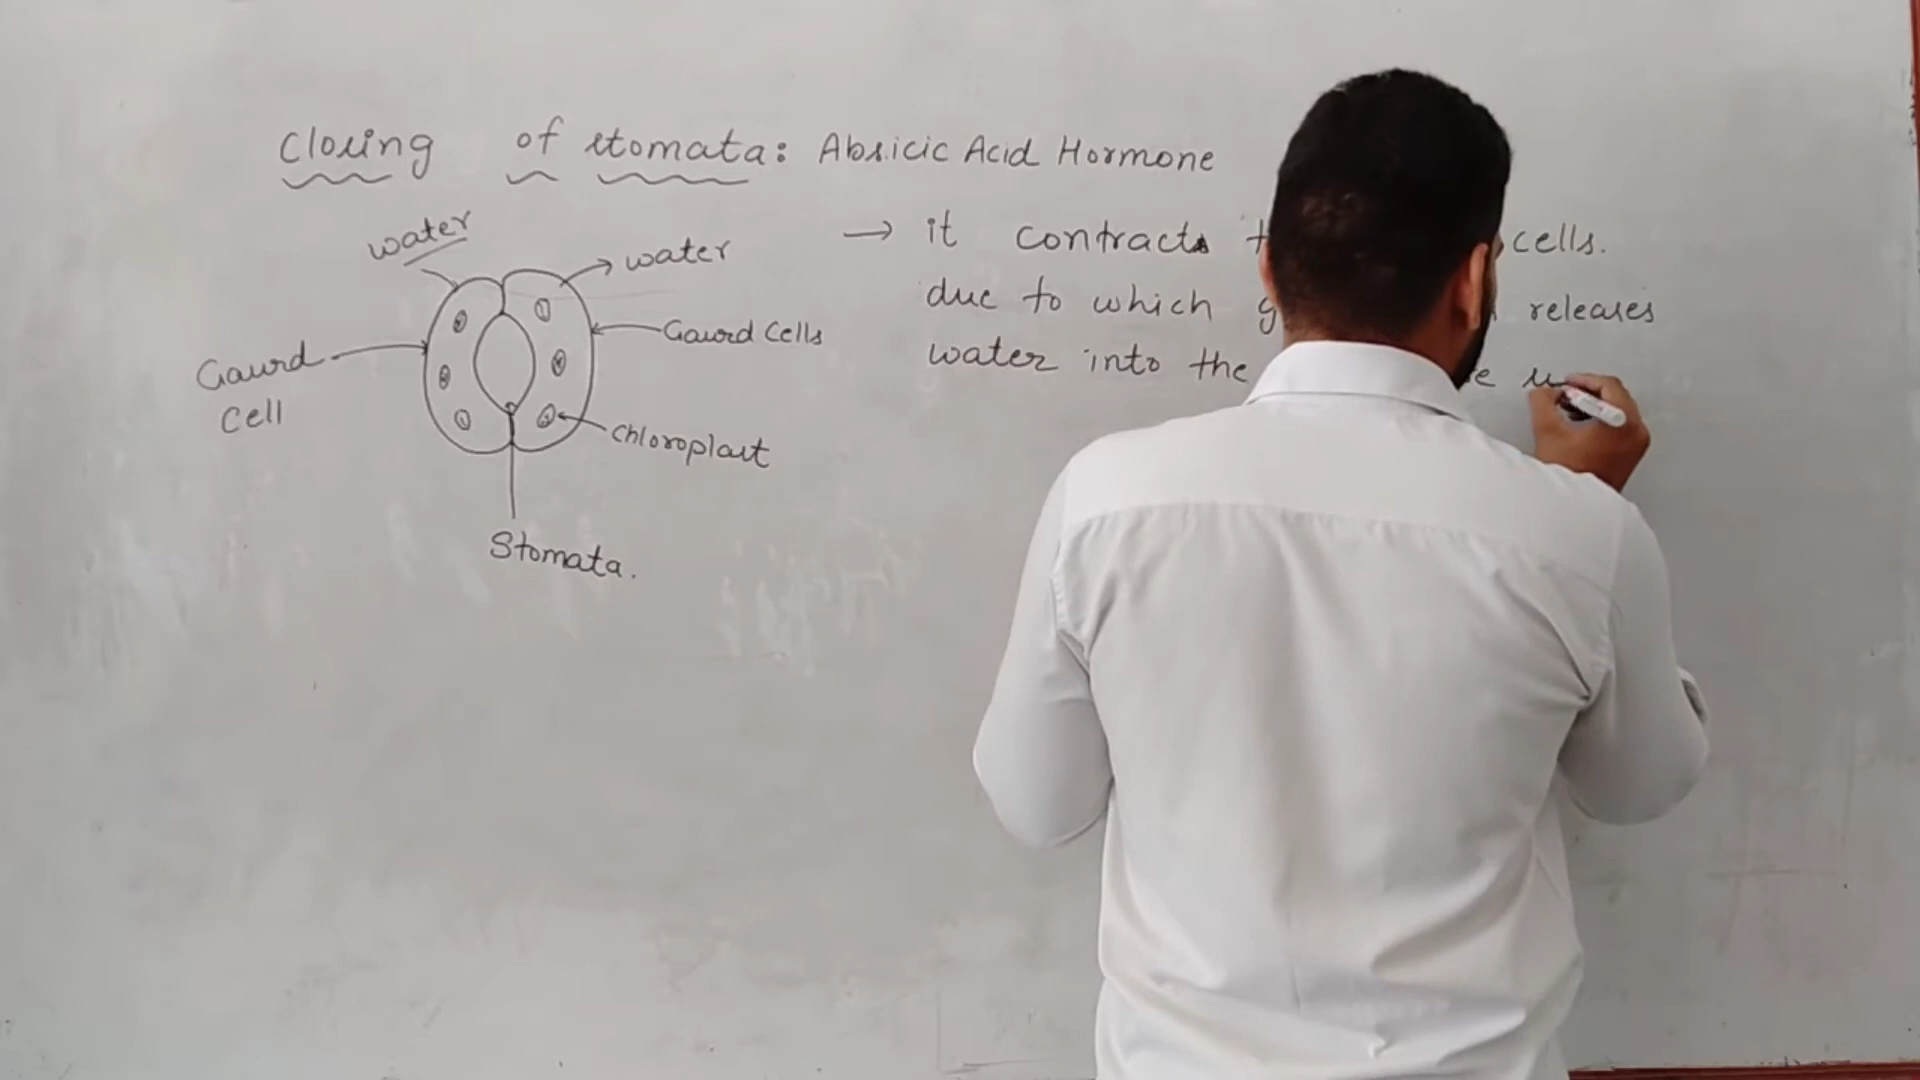 Closing of stomata: Absicic Acid Hormone
water
water
Gaurd Cells
Gaurd
Cell
chloroplast
Stomata.
→ it contracts cells.
due to which releases
water into the